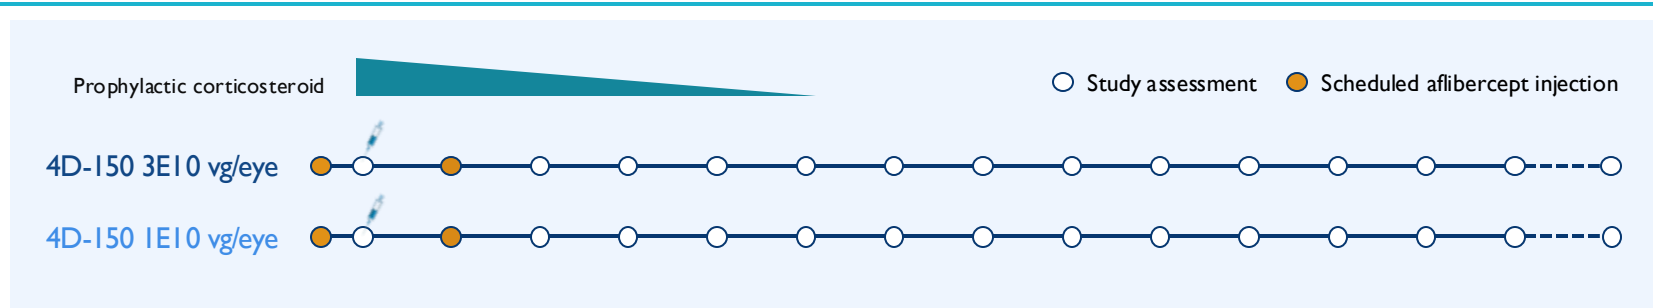 Prophylactic corticosteroid
Study assessment
Scheduled aflibercept injection
4D-150 3E10 vg/eye
4D-150 1E10 vg/eye